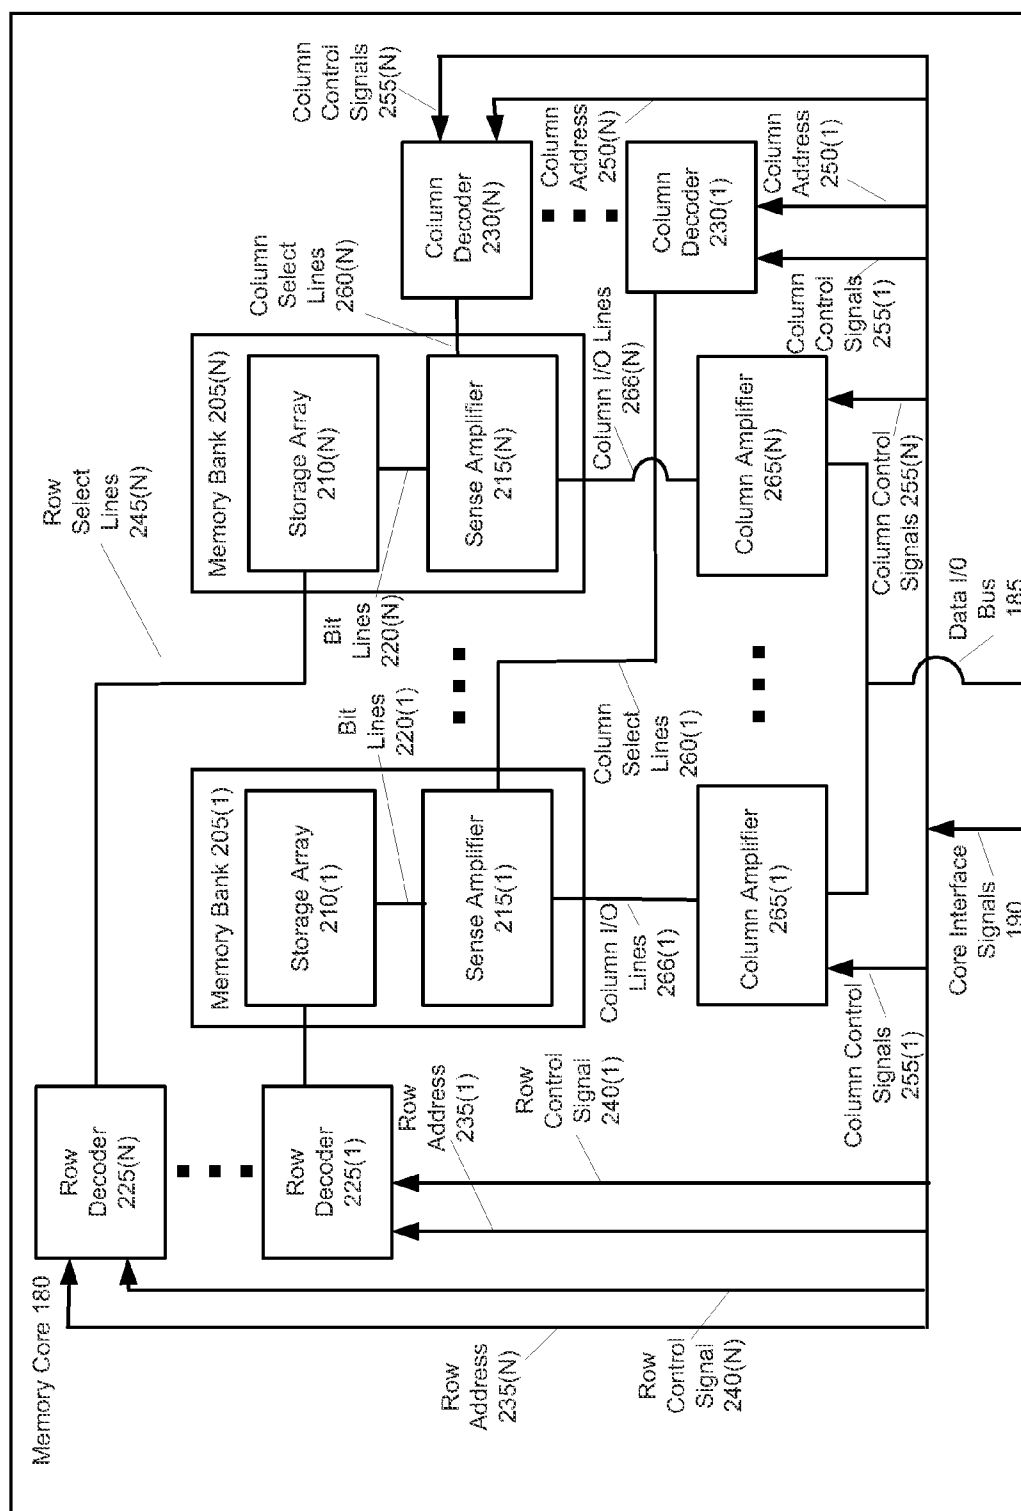 Memory Core 180
Row
Decoder
225(N)
Row
Select
Lines
245(N)
Row
Decoder
225(1)
Memory Bank 205(1)
Storage Array
210(1)
Sense Amplifier
215(1)
Bit
Lines
220(1)
Memory Bank 205(N)
Storage Array
210(N)
Sense Amplifier
215(N)
Bit
Lines
220(N)
Column
Select
Lines
260(N)
Column
Control
Signals
255(N)
Column
Decoder
230(N)
Column
Address
250(N)
Column
Decoder
230(1)
Column
Address
250(1)
Column
Control
Signals
255(1)
Row
Address
235(1)
Row
Control
Signal
240(1)
Row
Address
235(N)
Row
Control
Signal
240(N)
Column I/O
Lines
266(1)
Column
Select
Lines
260(1)
Column I/O Lines
266(N)
Column Amplifier
265(1)
Column Amplifier
265(N)
Column Control
Signals
255(1)
Column Control
Signals 255(N)
Core Interface
Signals
190
Data I/0
Bus
185